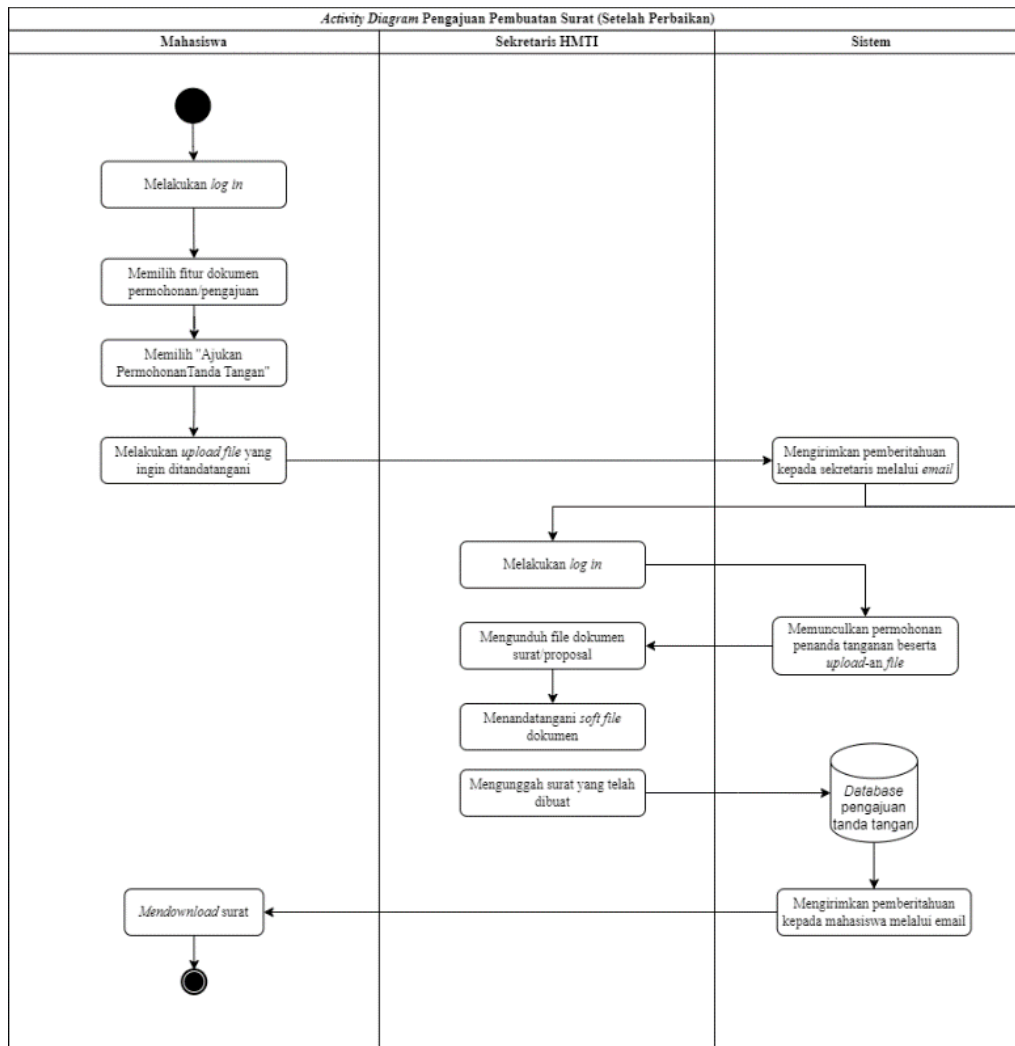 Activity Diagram Pengajuan Pembuatan Surat (Setelah Perbaikan)
Mahasiswa
Sekretaris HMTI
Sistem
Melakukan log in
Memilih fitur dokumen
permohonan/pengajuan
Memilih "Ajukan
PermohonanTanda Tangan"
Melakukan upload file yang
ingin ditandatangani
Mengirimkan pemberitahuan
kepada sekretaris melalui email
Melakukan log in
Memunculkan permohonan
penanda tanganan beserta
upload-an file
Mengunduh file dokumen
surat/proposal
Menandatangani soft file
dokumen
Mengunggah surat yang telah
dibuat
Database
pengajuan
tanda tangan
Mengirimkan pemberitahuan
kepada mahasiswa melalui email
Mendownload surat